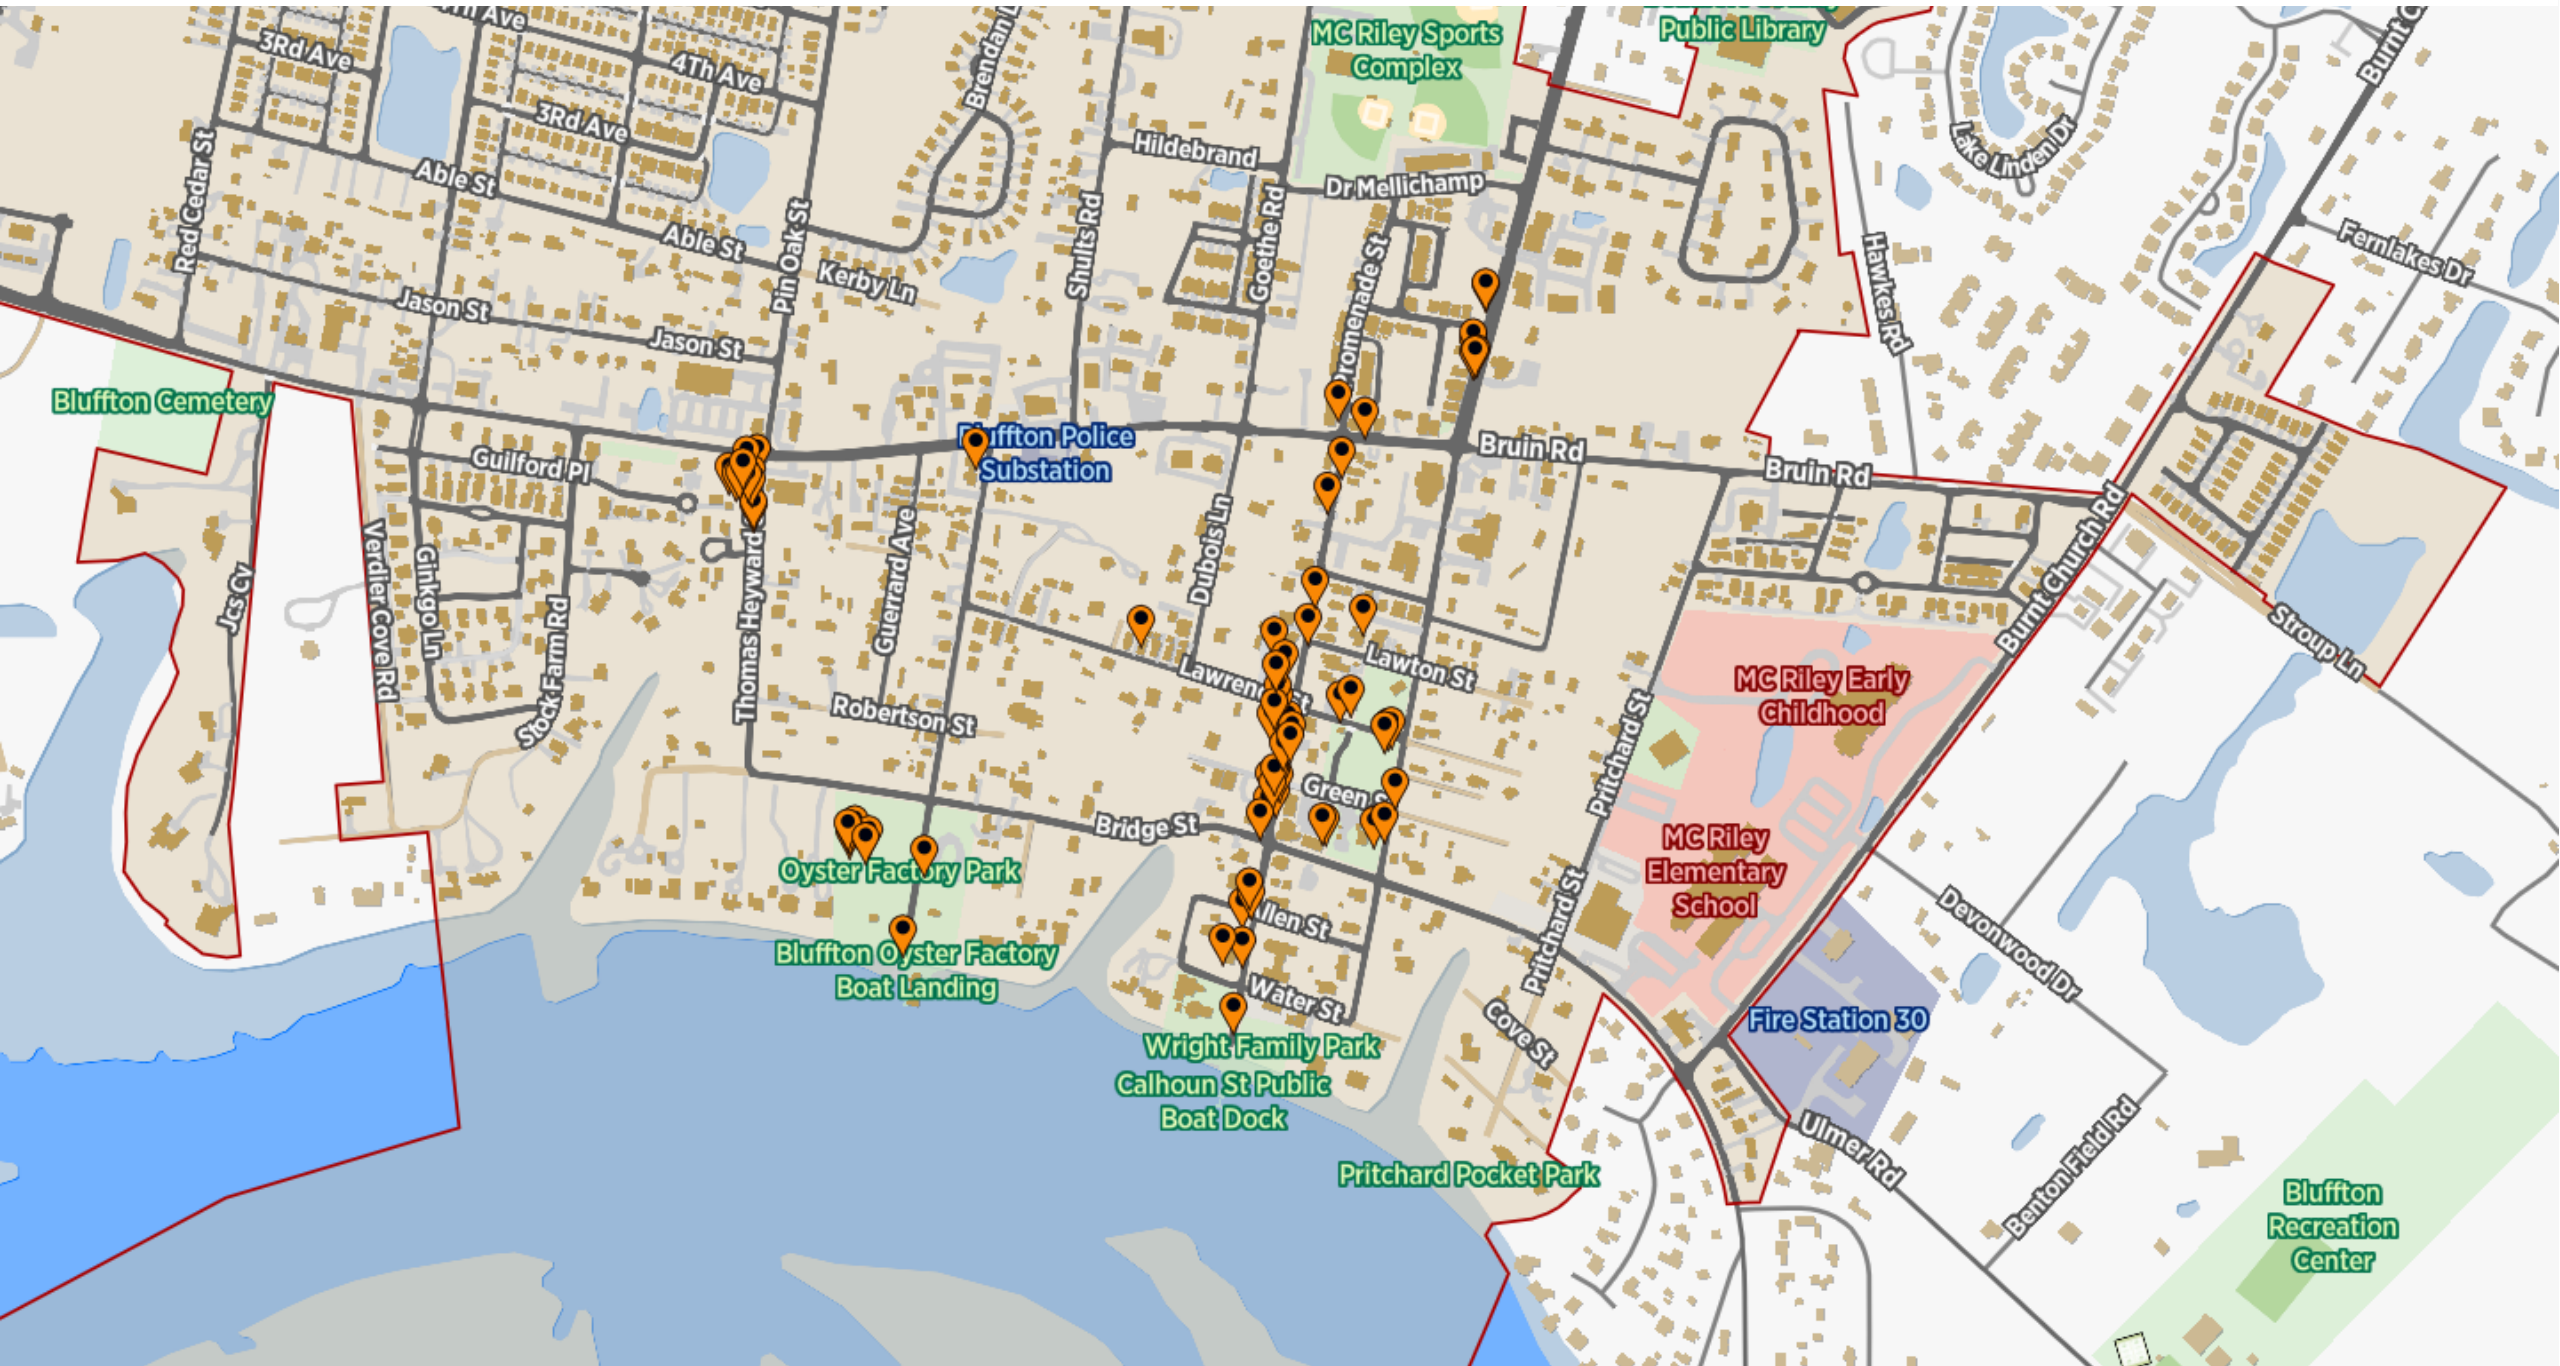 3Rd Ave
4Th Ave
3Rd Ave
Brendan
MC Riley Sports
Complex
Public Library
Burnt
Lake Linden Dr
Red Cedar St
Able St
Hildebrand
Dr Mellichamp
Able St
Pin Oak St
Kerby Ln
Shults Rd
Goethe Rd
Promenade St
Hawkes Rd
Fernlakes Dr
Jason St
Jason St
Bluffton Cemetery
Guilford Pl
Bluffton Police
Substation
Bruin Rd
Bruin Rd
Jcs Cv
Verdier Cove Rd
Ginkgo Ln
Stock Farm Rd
Thomas Heyward
Guerrard Ave
Dubois Ln
Burnt Church Rd
Stroup Ln
Lawton St
Lawrence St
Robertson St
MC Riley Early
Childhood
Pritchard St
Green S
Bridge St
MC Riley
Elementary
School
Oyster Factory Park
Allen St
Pritchard St
Devonwood Dr
Bluffton Oyster Factory
Boat Landing
Water St
Cove St
Fire Station 30
Wright Family Park
Calhoun St Public
Boat Dock
Ulmer Rd
Benton Field Rd
Pritchard Pocket Park
Bluffton
Recreation
Center